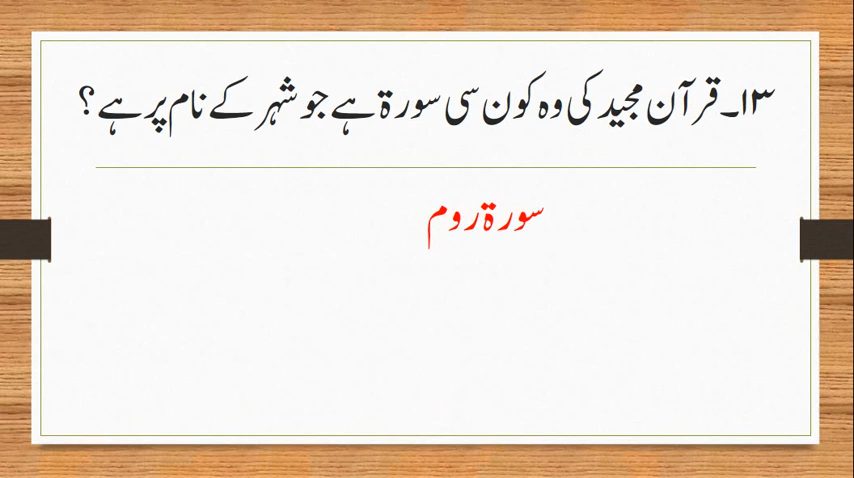 ۱۳۔قرآن مجید کی وہ کون سی سورۃ ہے جو شہر کے نام پر ہے؟
سورۃ روم